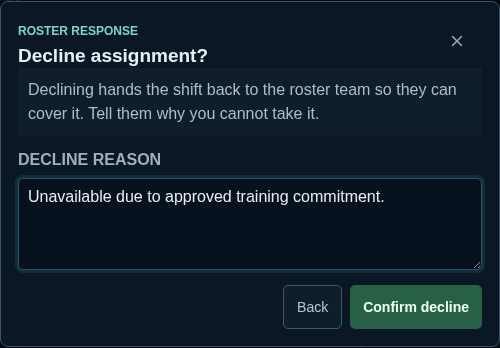 ROSTER RESPONSE
Decline assignment?
Declining hands the shift back to the roster team so they can
cover it. Tell them why you cannot take it.
DECLINE REASON
Unavailable due to approved training commitment.
Back
Confirm decline